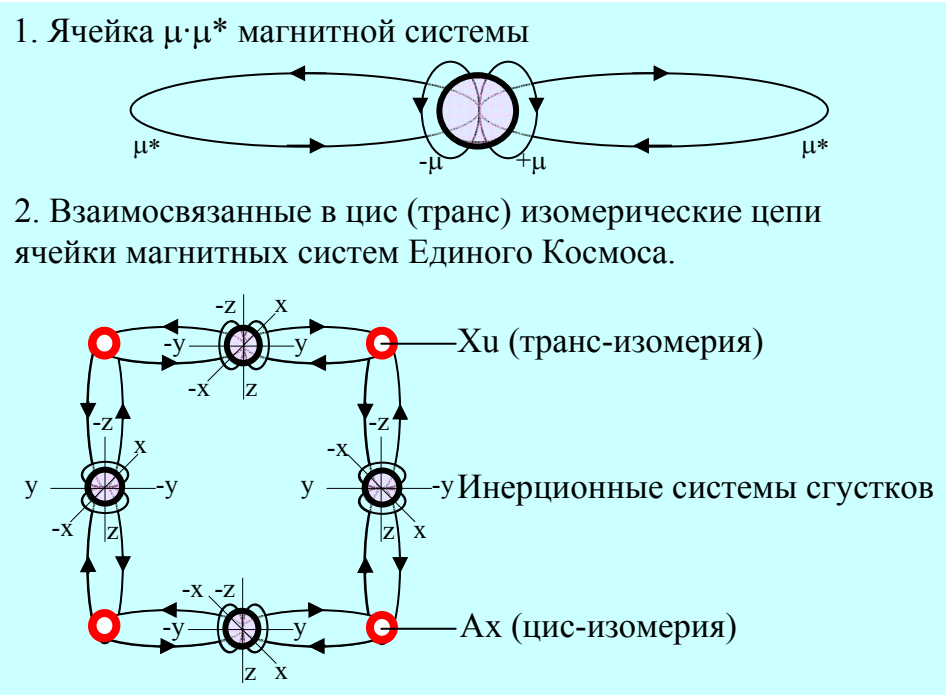 1. Ячейка μ·μ* магнитной системы
μ* -μ +μ μ*
2. Взаимосвязанные в цис (транс) изомерические цепи
ячейки магнитных систем Единого Космоса.
-z x
-y y Xu (транс-изомерия)
-x z
-z -z
x -x
y -y y -y Инерционные системы сгустков
-x z z x
-x -z
-y y Ax (цис-изомерия)
z x